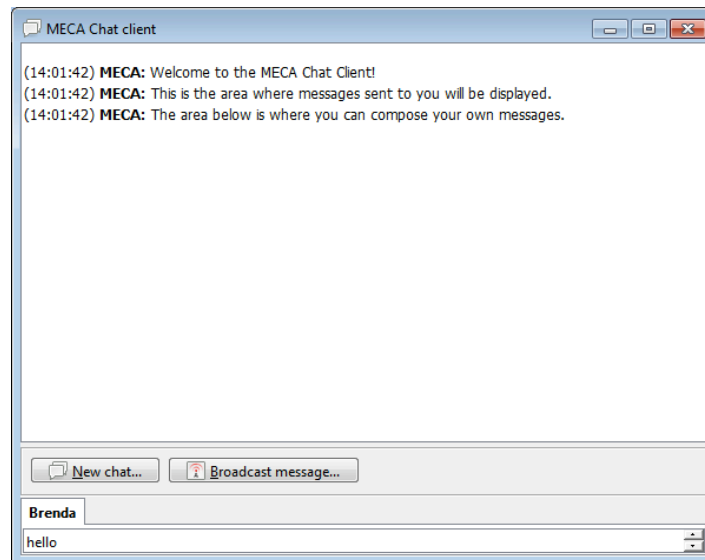 MECA Chat client
(14:01:42) MECA: Welcome to the MECA Chat Client!
(14:01:42) MECA: This is the area where messages sent to you will be displayed.
(14:01:42) MECA: The area below is where you can compose your own messages.
New chat... Broadcast message...
Brenda
hello